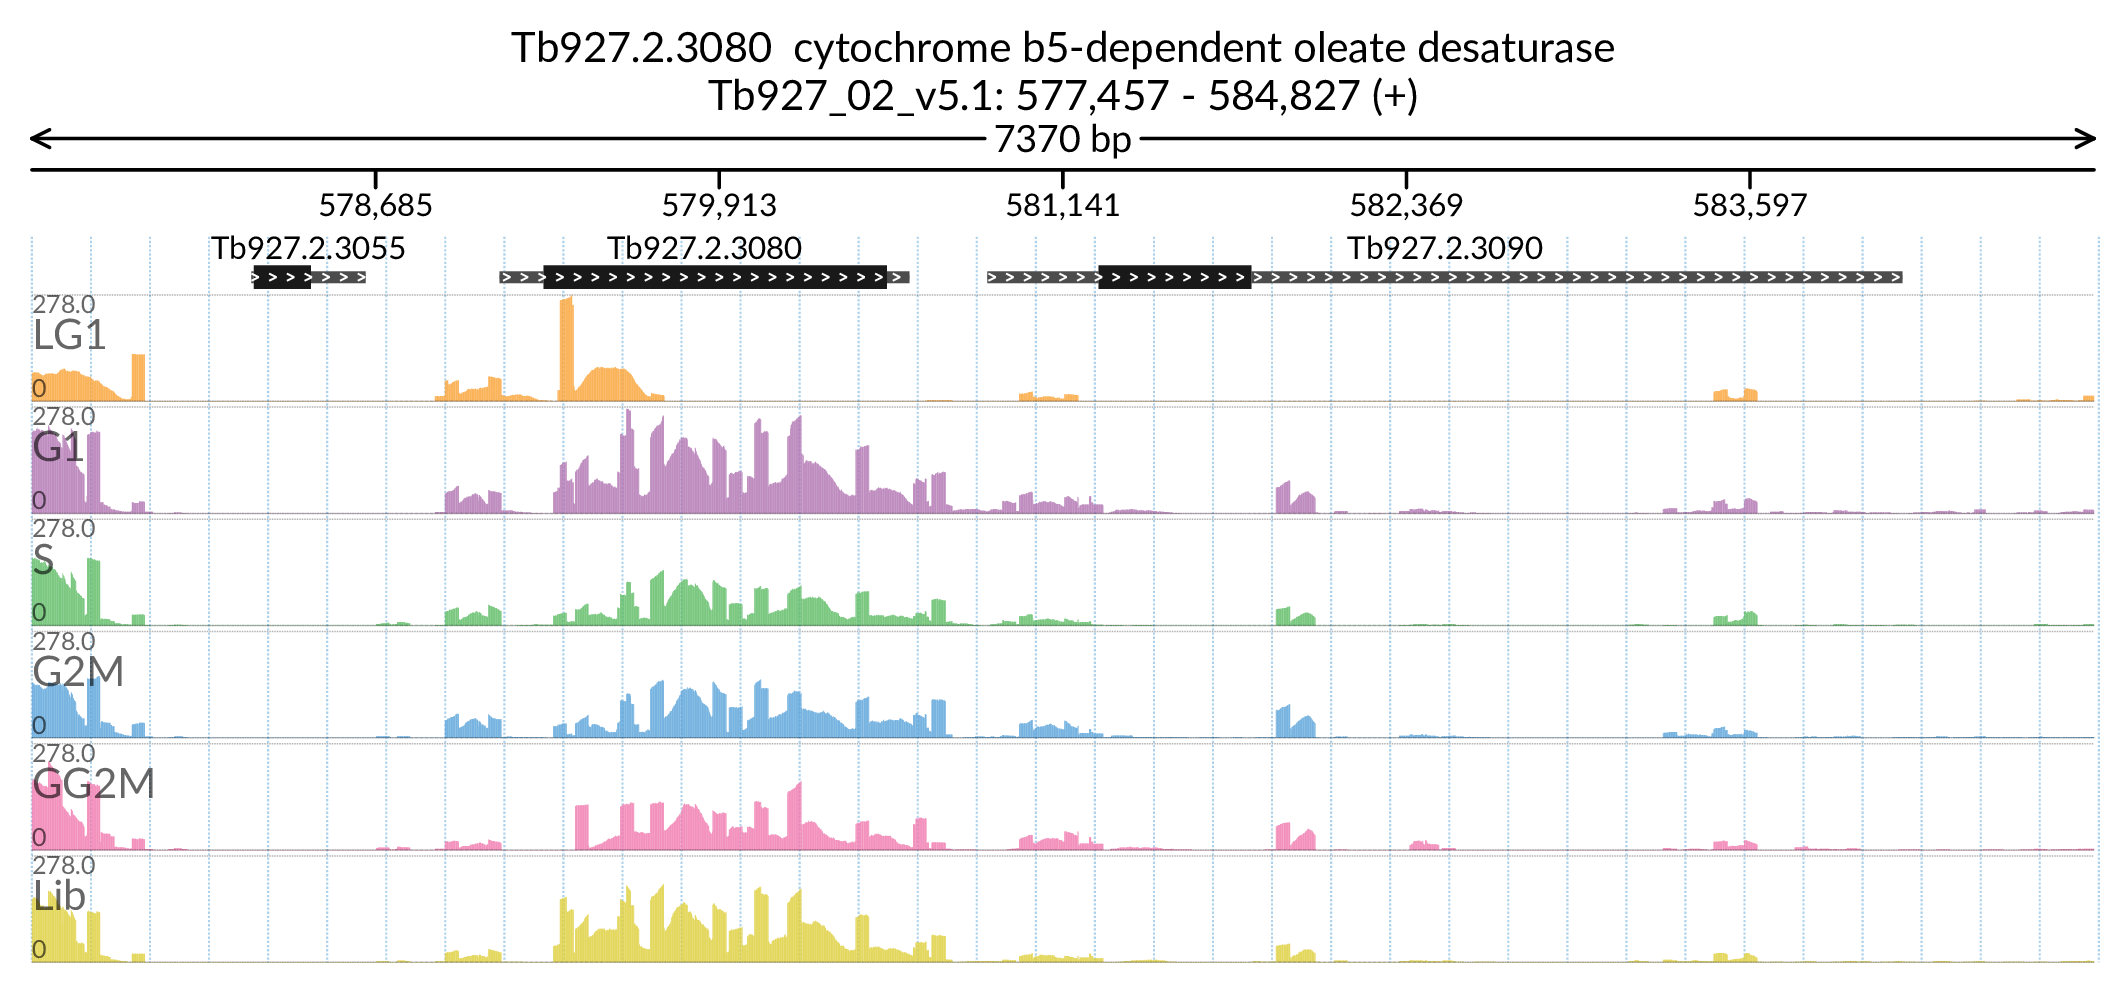 Tb927.2.3080  cytochrome b5-dependent oleate desaturase
Tb927_02_v5.1: 577,457 - 584,827 (+)
7370 bp
578,685 579,913 581,141 582,369 583,597
Tb927.2.3055 Tb927.2.3080 Tb927.2.3090
278.0
LG1
0
278.0
G1
0
278.0
S
0
278.0
G2M
0
278.0
GG2M
0
278.0
Lib
0